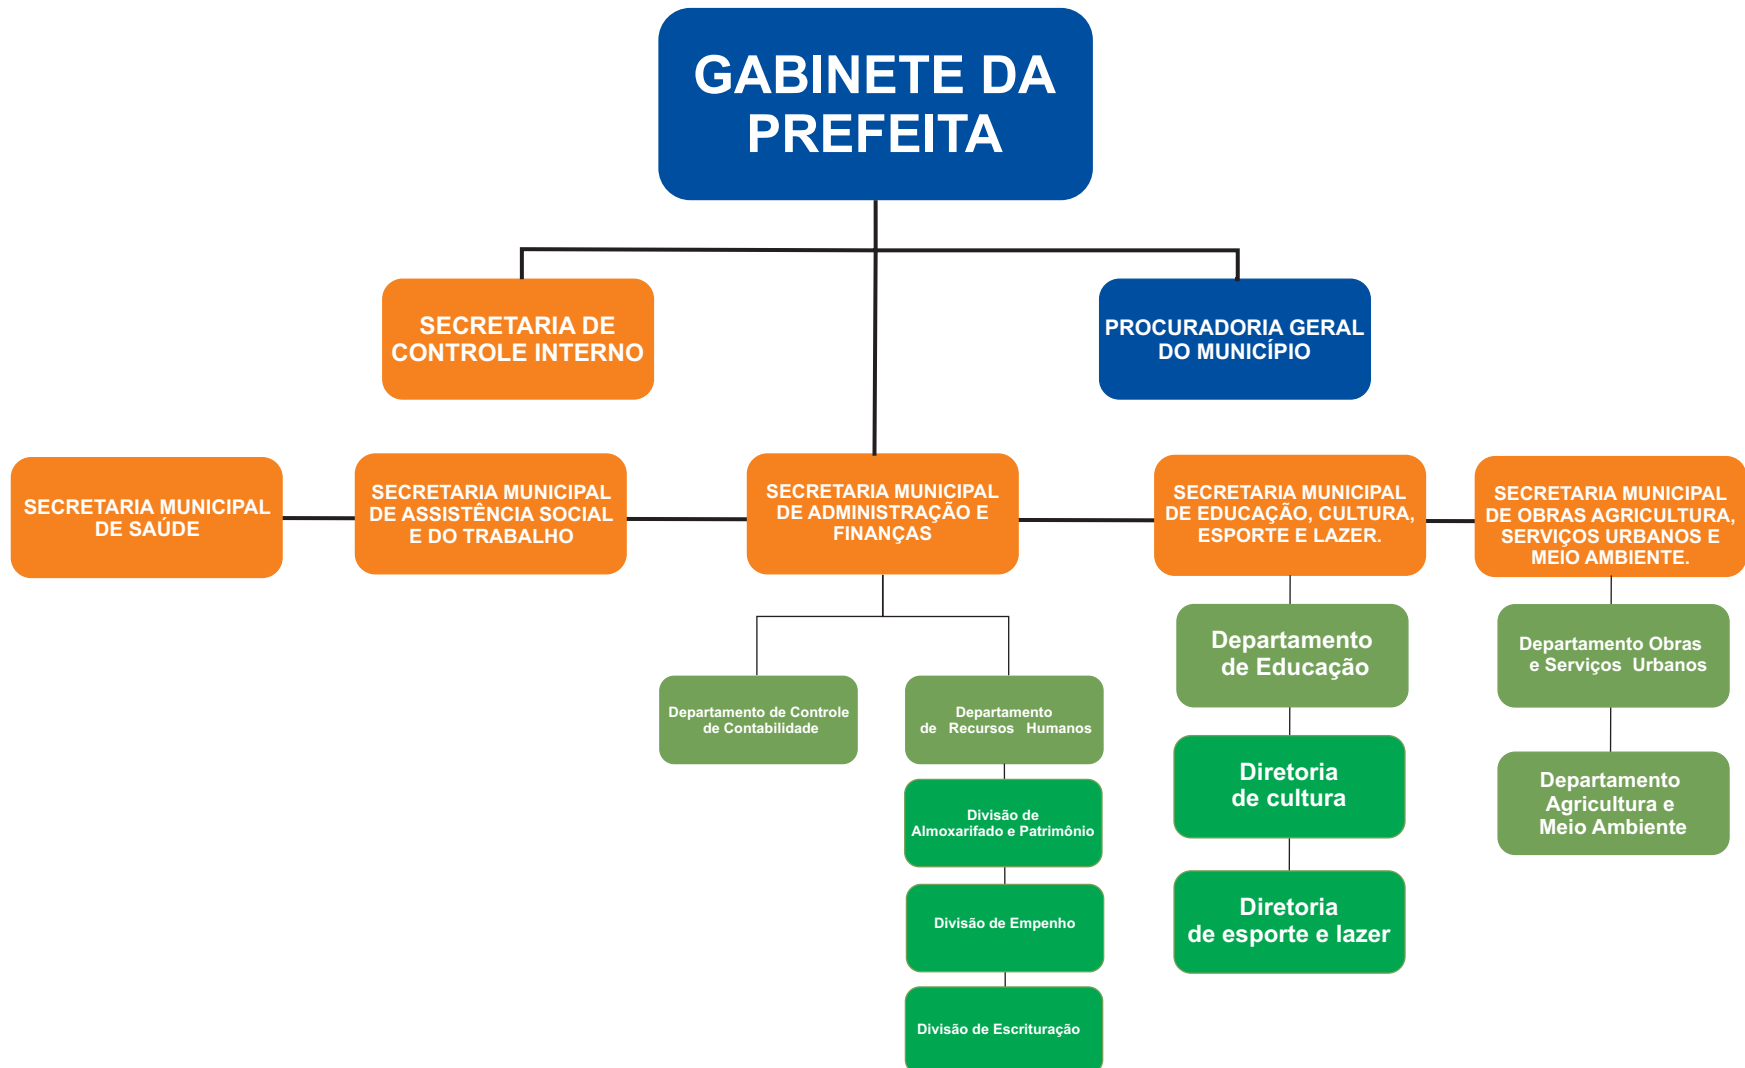 GABINETE DA
PREFEITA
SECRETARIA DE
CONTROLE INTERNO
PROCURADORIA GERAL
DO MUNICÍPIO
SECRETARIA MUNICIPAL
DE SAÚDE
SECRETARIA MUNICIPAL
DE ASSISTÊNCIA SOCIAL
E DO TRABALHO
SECRETARIA MUNICIPAL
DE ADMINISTRAÇÃO E
FINANÇAS
SECRETARIA MUNICIPAL
DE EDUCAÇÃO, CULTURA,
ESPORTE E LAZER.
SECRETARIA MUNICIPAL
DE OBRAS AGRICULTURA,
SERVIÇOS URBANOS E
MEIO AMBIENTE.
Departamento de Controle
de Contabilidade
Departamento
de Recursos Humanos
Divisão de
Almoxarifado e Patrimônio
Divisão de Empenho
Divisão de Escrituração
Departamento
de Educação
Diretoria
de cultura
Diretoria
de esporte e lazer
Departamento Obras
e Serviços Urbanos
Departamento
Agricultura e
Meio Ambiente